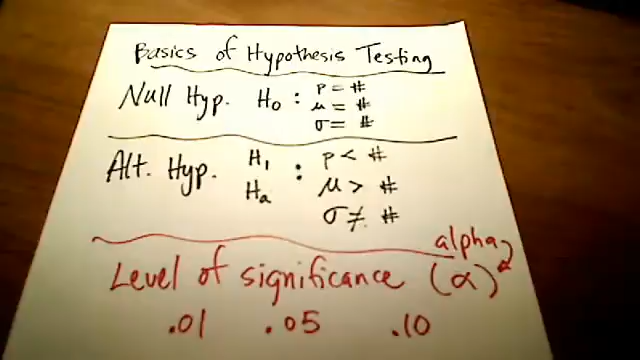 Basics of Hypothesis Testing
Null Hyp. H₀ : p = #
μ = #
σ = #
Alt. Hyp. H₁ : p < #
Hₐ μ > #
σ ≠ #
alpha
Level of significance (α)
.01 .05 .10